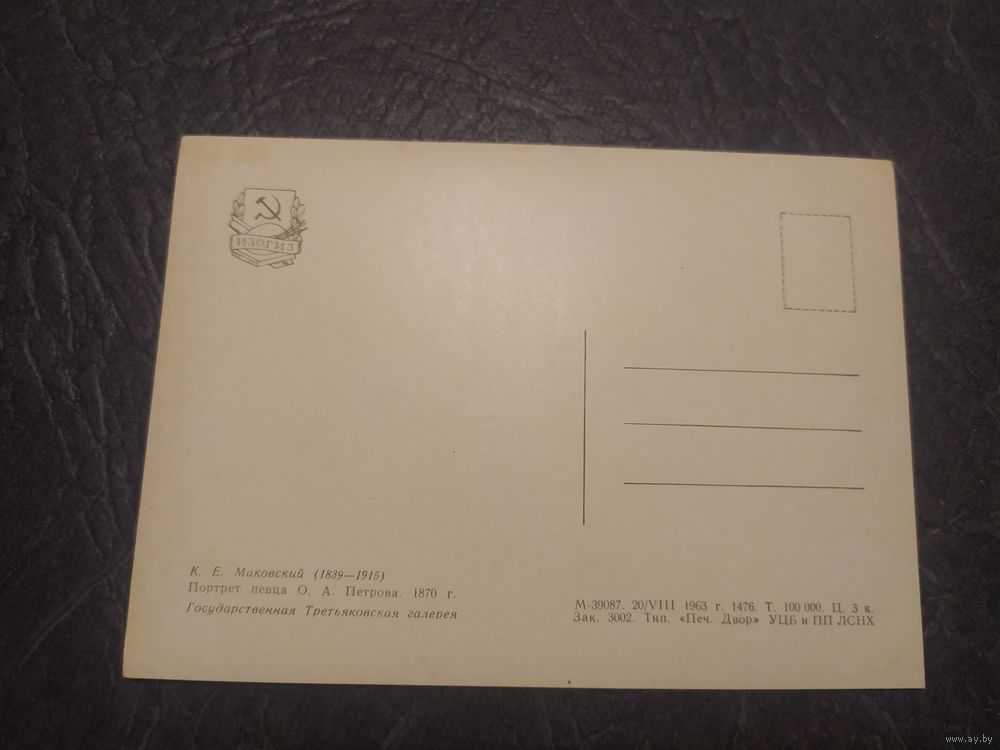 ИЗОГИЗ
К. Е. Маковский (1839—1915)
Портрет певца О. А. Петрова. 1870 г.
Государственная Третьяковская галерея
М-39087. 20/VIII 1963 г. 1476. Т. 100 000. Ц. 3 к.
Зак. 3002. Тип. «Печ. Двор» УЦБ и ПП ЛСНХ
www.ay.by